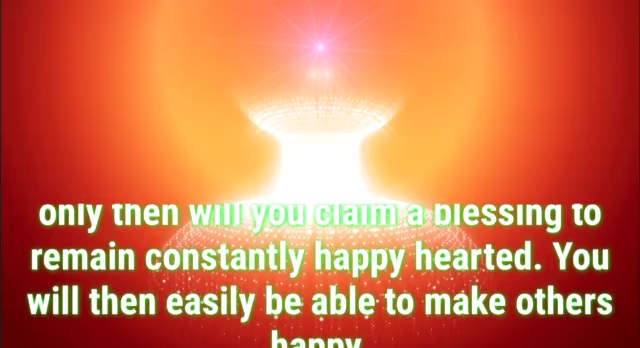 only then will you claim a blessing to
remain constantly happy hearted. You
will then easily be able to make others
happy